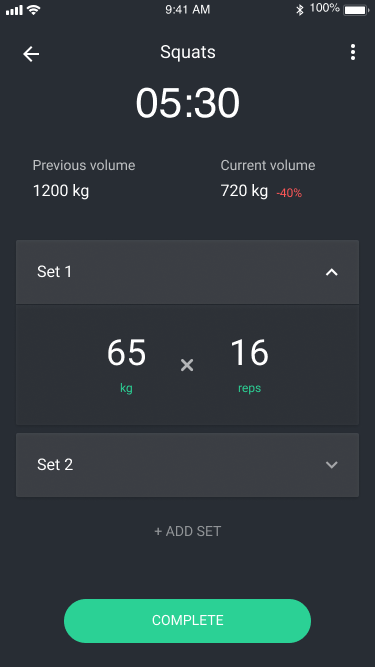 9:41 AM 100%
Squats
05:30
Previous volume Current volume
1200 kg 720 kg -40%
Set 1
65 × 16
kg reps
Set 2
+ ADD SET
COMPLETE